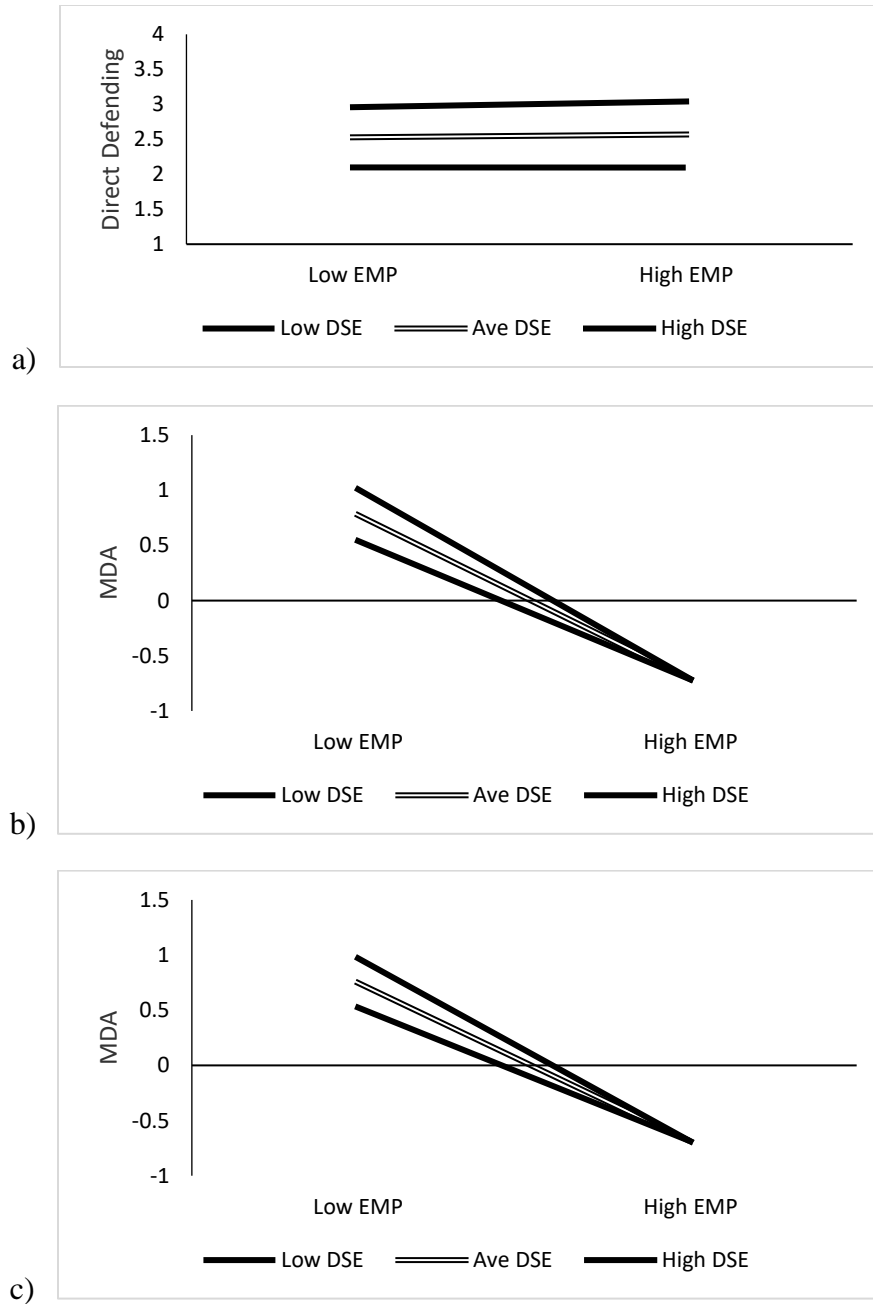 4
3.5
3
2.5
2
1.5
1
Direct Defending
Low EMP High EMP
Low DSE Ave DSE High DSE
a)
1.5
1
0.5
0
-0.5
-1
MDA
Low EMP High EMP
Low DSE Ave DSE High DSE
b)
1.5
1
0.5
0
-0.5
-1
MDA
Low EMP High EMP
Low DSE Ave DSE High DSE
c)